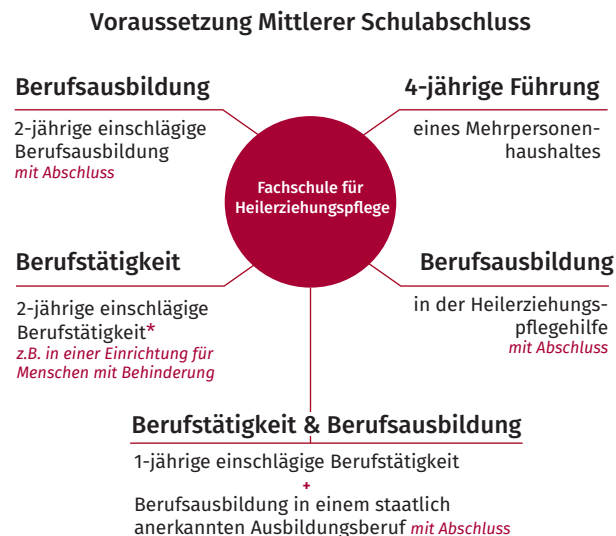 Voraussetzung Mittlerer Schulabschluss
Berufsausbildung
2-jährige einschlägige
Berufsausbildung
mit Abschluss
4-jährige Führung
eines Mehrpersonen-
haushaltes
Fachschule für
Heilerziehungspflege
Berufstätigkeit
2-jährige einschlägige
Berufstätigkeit*
z.B. in einer Einrichtung für
Menschen mit Behinderung
Berufsausbildung
in der Heilerziehungs-
pflegehilfe
mit Abschluss
Berufstätigkeit & Berufsausbildung
1-jährige einschlägige Berufstätigkeit
+
Berufsausbildung in einem staatlich
anerkannten Ausbildungsberuf mit Abschluss